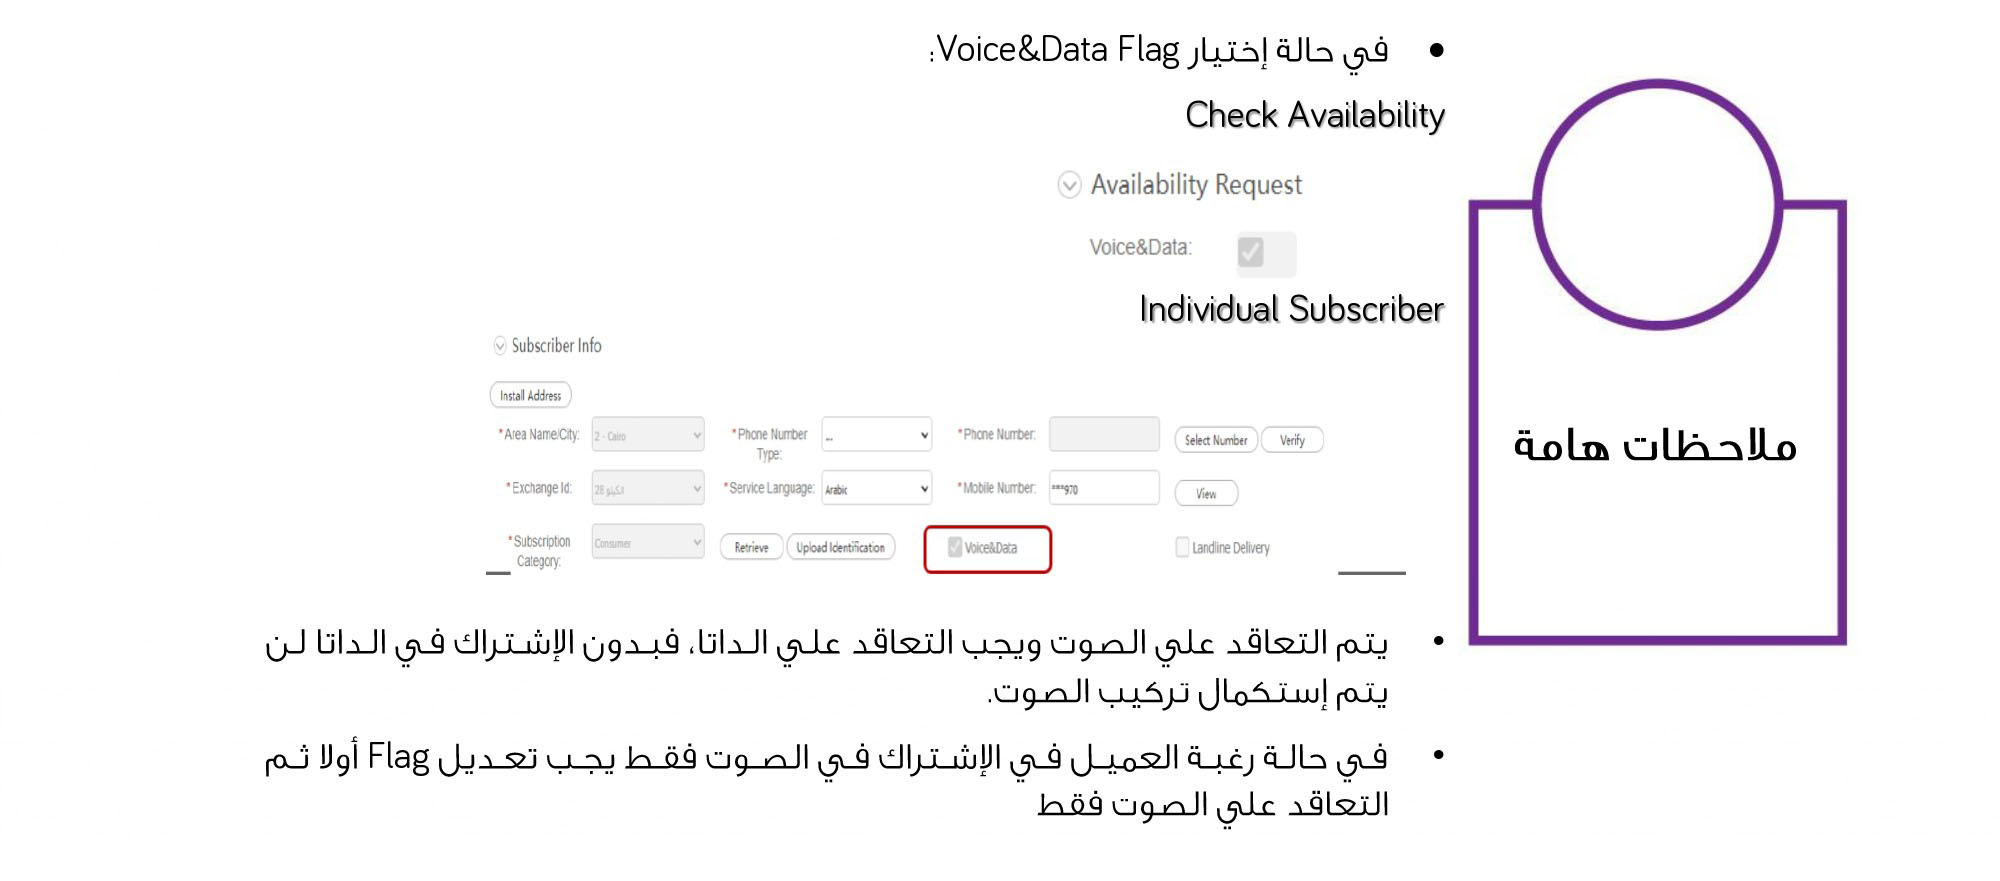 في حالة إختيار Voice&Data Flag:
Check Availability
Availability Request
Voice&Data:
Individual Subscriber
Subscriber Info
Install Address
*Area Name/City: 2 - Cairo *Phone Number Type: ... *Phone Number: Select Number Verify
*Exchange Id: الكيلو 28 *Service Language: Arabic *Mobile Number: ***970 View
*Subscription Category: Consumer Retrieve Upload Identification Voice&Data Landline Delivery
ملاحظات هامة
يتم التعاقد علي الصوت ويجب التعاقد علي الداتا، فبدون الإشتراك في الداتا لن
يتم إستكمال تركيب الصوت.
في حالة رغبة العميل في الإشتراك في الصوت فقط يجب تعديل Flag أولا ثم
التعاقد علي الصوت فقط